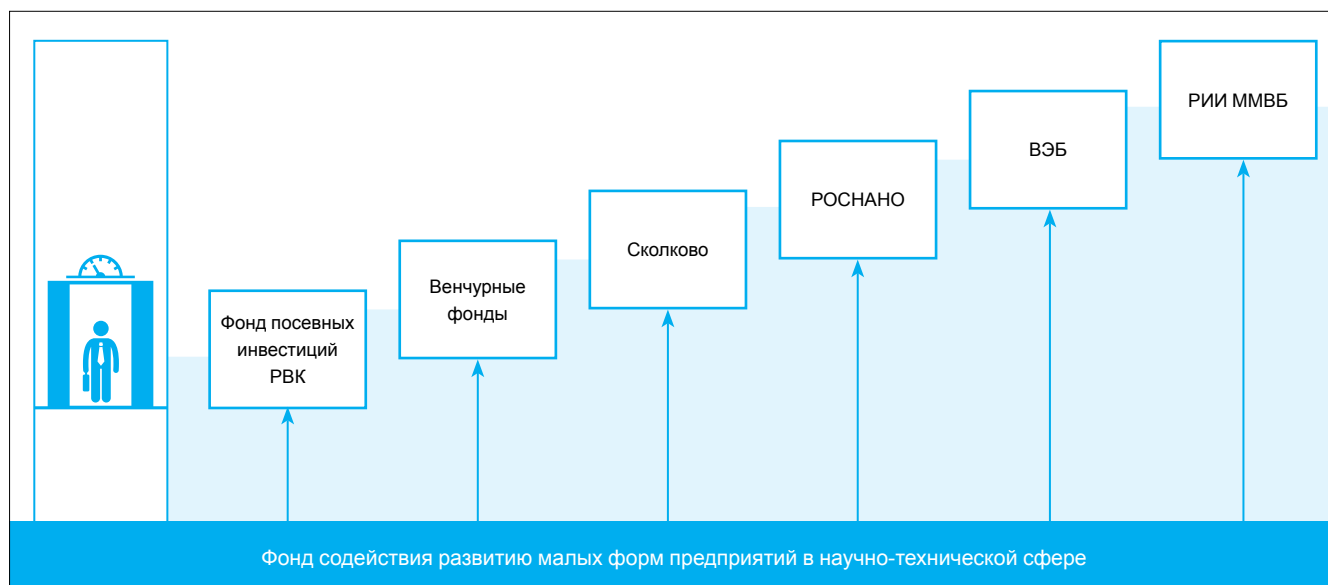 Фонд посевных
инвестиций
РВК
Венчурные
фонды
Сколково
РОСНАНО
ВЭБ
РИИ ММВБ
Фонд содействия развитию малых форм предприятий в научно-технической сфере